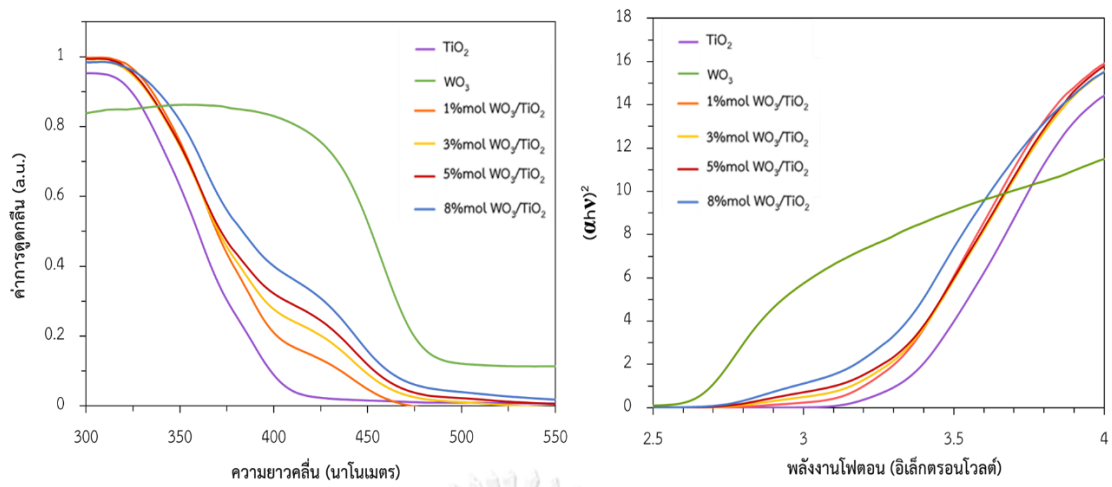 ค่าการดูดกลืน (a.u.)
1
0.8
0.6
0.4
0.2
0
300
350
400
450
500
550
ความยาวคลื่น (นาโนเมตร)
TiO₂
WO₃
1%mol WO₃/TiO₂
3%mol WO₃/TiO₂
5%mol WO₃/TiO₂
8%mol WO₃/TiO₂
(αhν)²
18
16
14
12
10
8
6
4
2
0
2.5
3
3.5
4
พลังงานโฟตอน (อิเล็กตรอนโวลต์)
TiO₂
WO₃
1%mol WO₃/TiO₂
3%mol WO₃/TiO₂
5%mol WO₃/TiO₂
8%mol WO₃/TiO₂